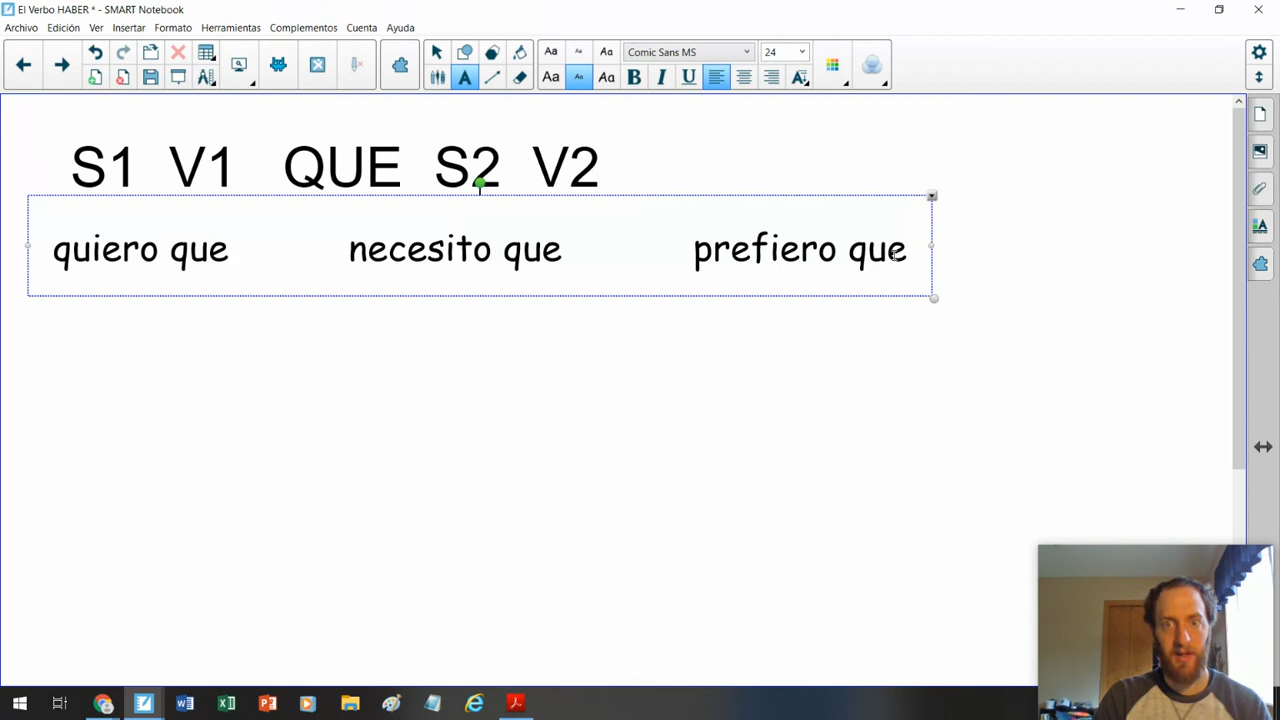 El Verbo HABER * - SMART Notebook
Archivo Edición Ver Insertar Formato Herramientas Complementos Cuenta Ayuda
Comic Sans MS 24
S1 V1 QUE S2 V2
quiero que necesito que prefiero que